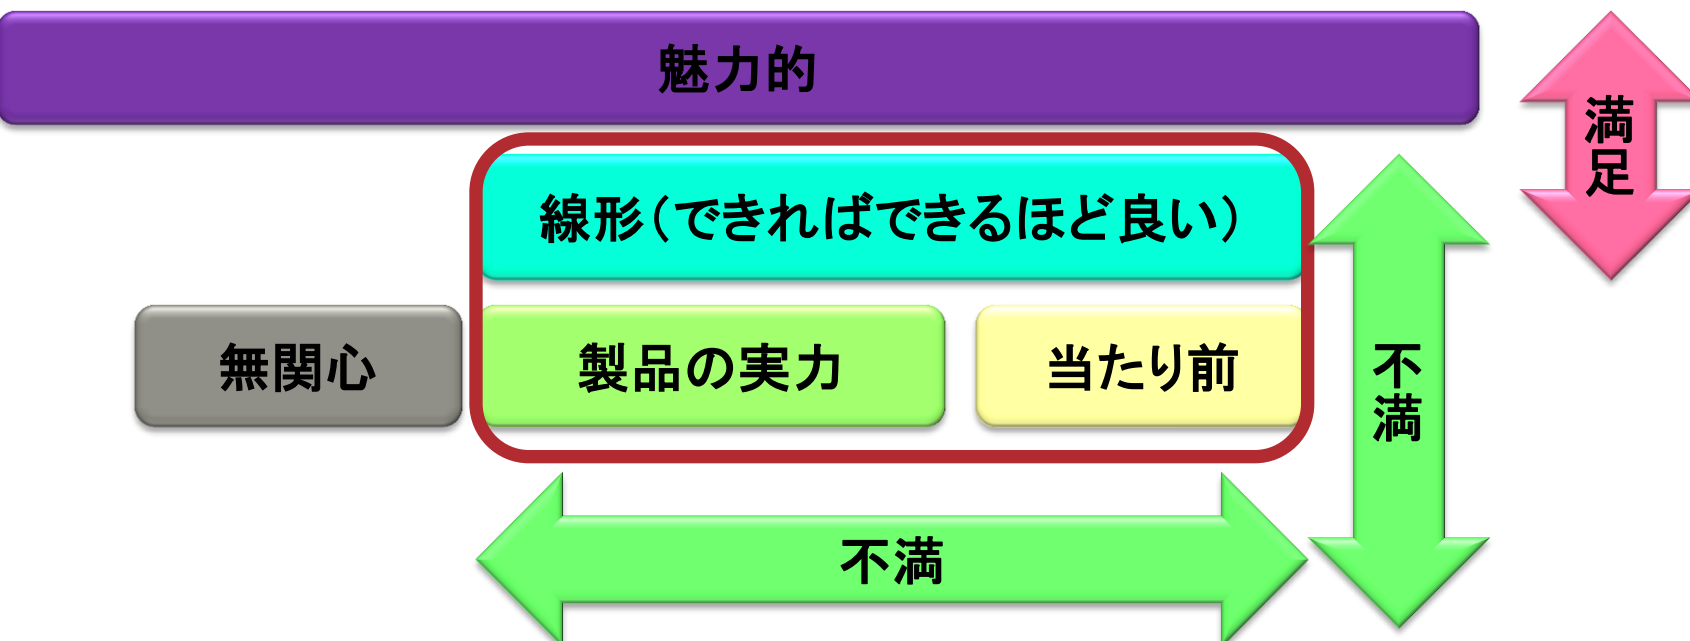 魅力的
満足
線形（できればできるほど良い）
無関心
製品の実力
当たり前
不満
不満